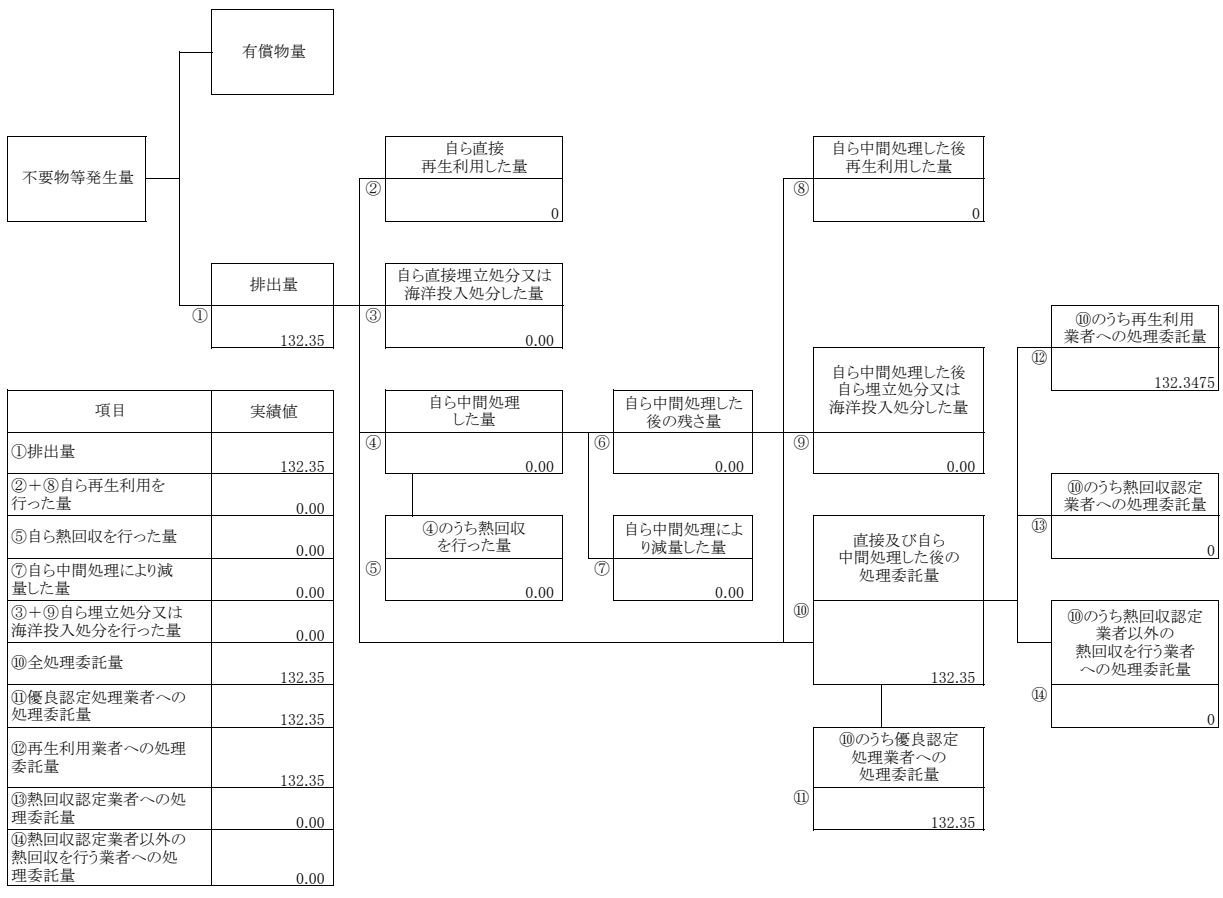 有償物量
不要物等発生量
排出量
①
132.35
自ら直接
再生利用した量
②
0
自ら直接埋立処分又は
海洋投入処分した量
③
0.00
自ら中間処理
した量
④
0.00
④のうち熱回収
を行った量
⑤
0.00
自ら中間処理した
後の残さ量
⑥
0.00
自ら中間処理によ
り減量した量
⑦
0.00
自ら中間処理した後
再生利用した量
⑧
0
自ら中間処理した後
自ら埋立処分又は
海洋投入処分した量
⑨
0.00
直接及び自ら
中間処理した後の
処理委託量
⑩
132.35
⑩のうち優良認定
処理業者への
処理委託量
⑪
132.35
⑩のうち再生利用
業者への処理委託量
⑫
132.3475
⑩のうち熱回収認定
業者への処理委託量
⑬
0
⑩のうち熱回収認定
業者以外の
熱回収を行う業者
への処理委託量
⑭
0
項目 実績値
①排出量
132.35
②+⑧自ら再生利用を
行った量
0.00
⑤自ら熱回収を行った量
0.00
⑦自ら中間処理により減
量した量
0.00
③+⑨自ら埋立処分又は
海洋投入処分を行った量
0.00
⑩全処理委託量
132.35
⑪優良認定処理業者への
処理委託量
132.35
⑫再生利用業者への処理
委託量
132.35
⑬熱回収認定業者への処
理委託量
0.00
⑭熱回収認定業者以外の
熱回収を行う業者への処
理委託量
0.00